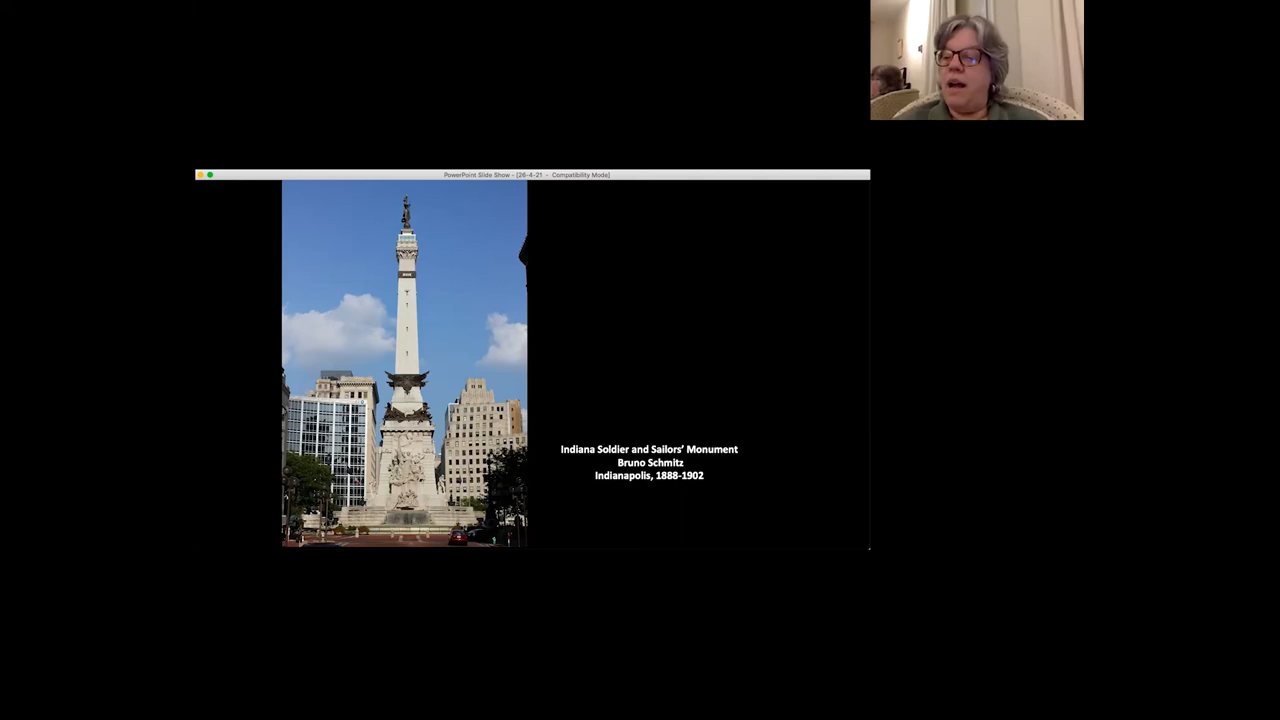 PowerPoint Slide Show - [26-4-21 - Compatibility Mode]
Indiana Soldier and Sailors' Monument
Bruno Schmitz
Indianapolis, 1888-1902